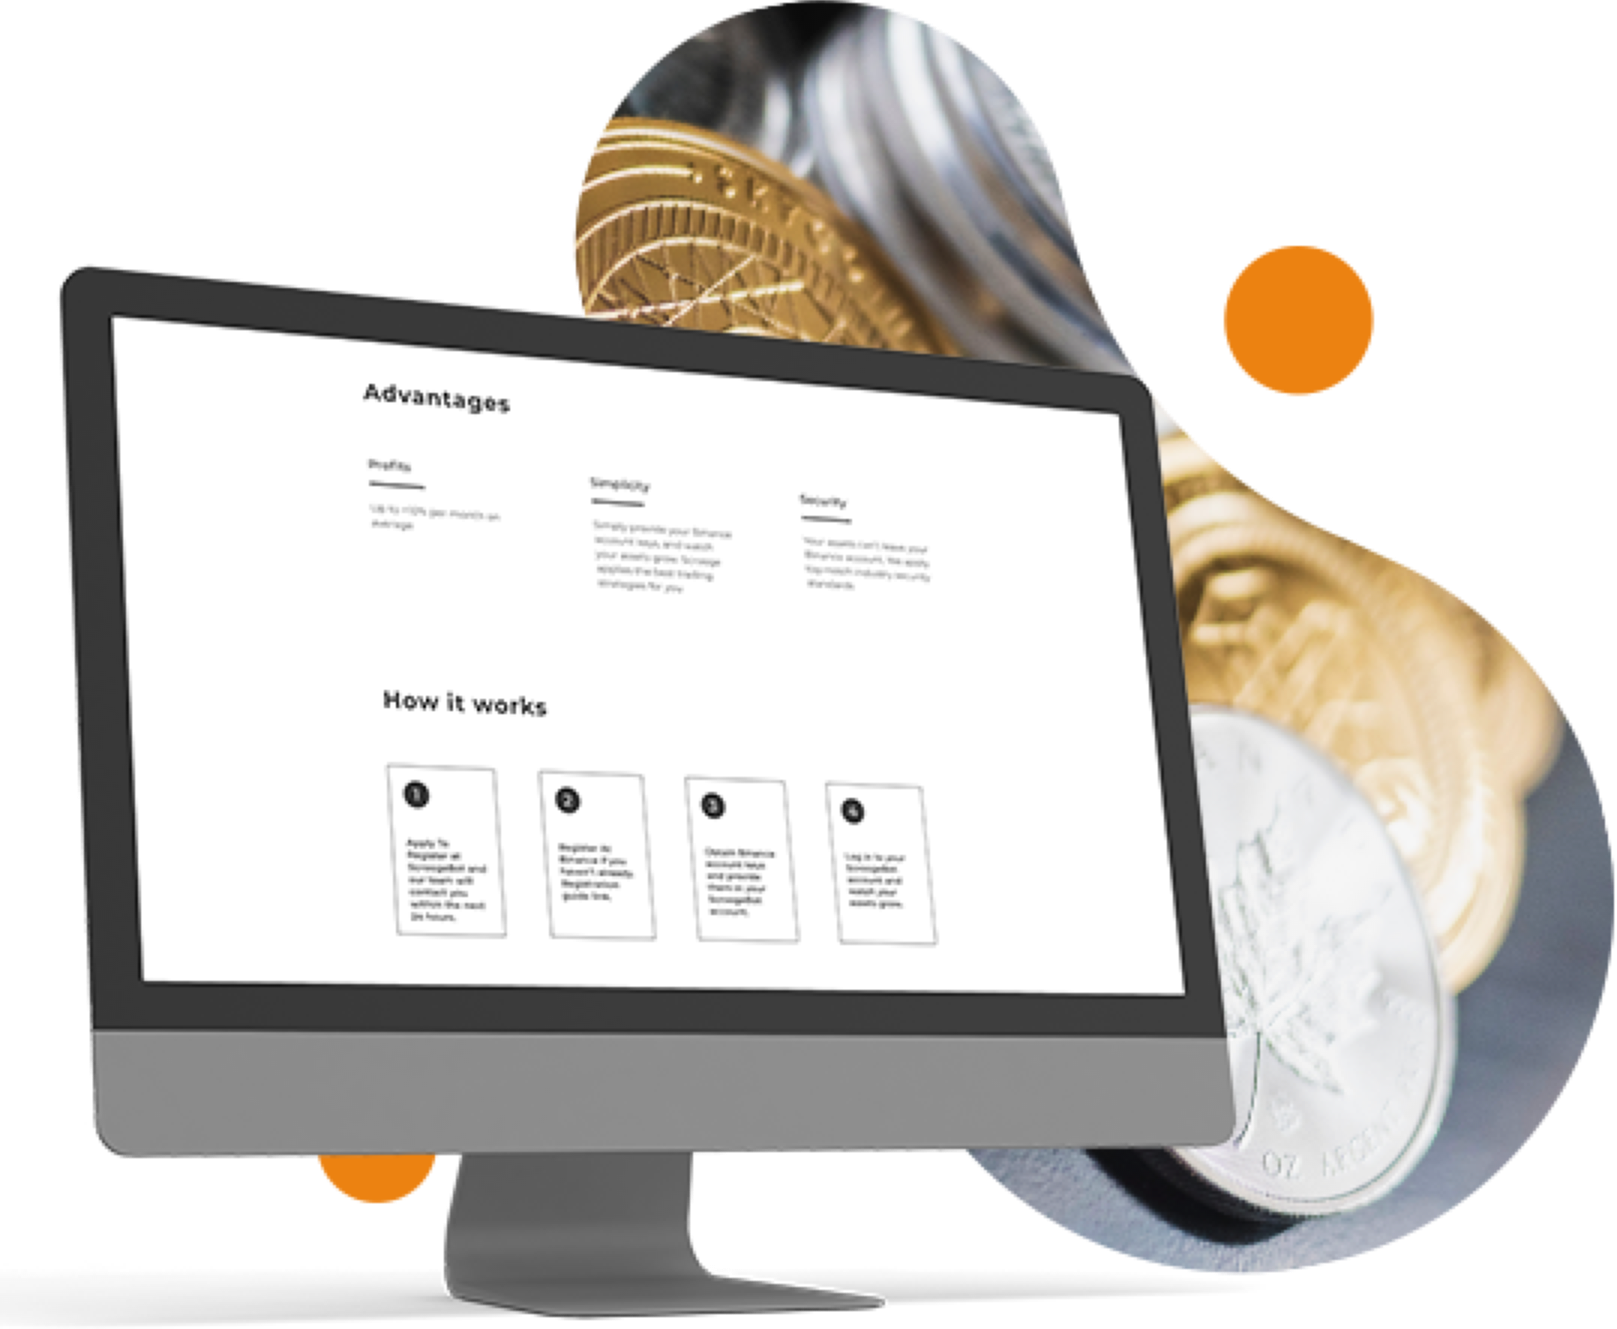 Advantages
Profits
Up to +10% per month on
average
Simplicity
Simply provide your Binance
account keys, and watch
your assets grow. Scrooge
applies the best trading
strategies for you
Security
Your assets can't leave your
Binance account. We apply
top-notch industry security
standards
How it works
1
Apply To
Register at
ScroogeBot and
our team will
contact you
within the next
24 hours.
2
Register At
Binance if you
haven't already.
Registration
guide link.
3
Obtain Binance
account keys
and provide
them in your
ScroogeBot
account.
4
Log in to your
ScroogeBot
account and
watch your
assets grow.
OZ ARGENT